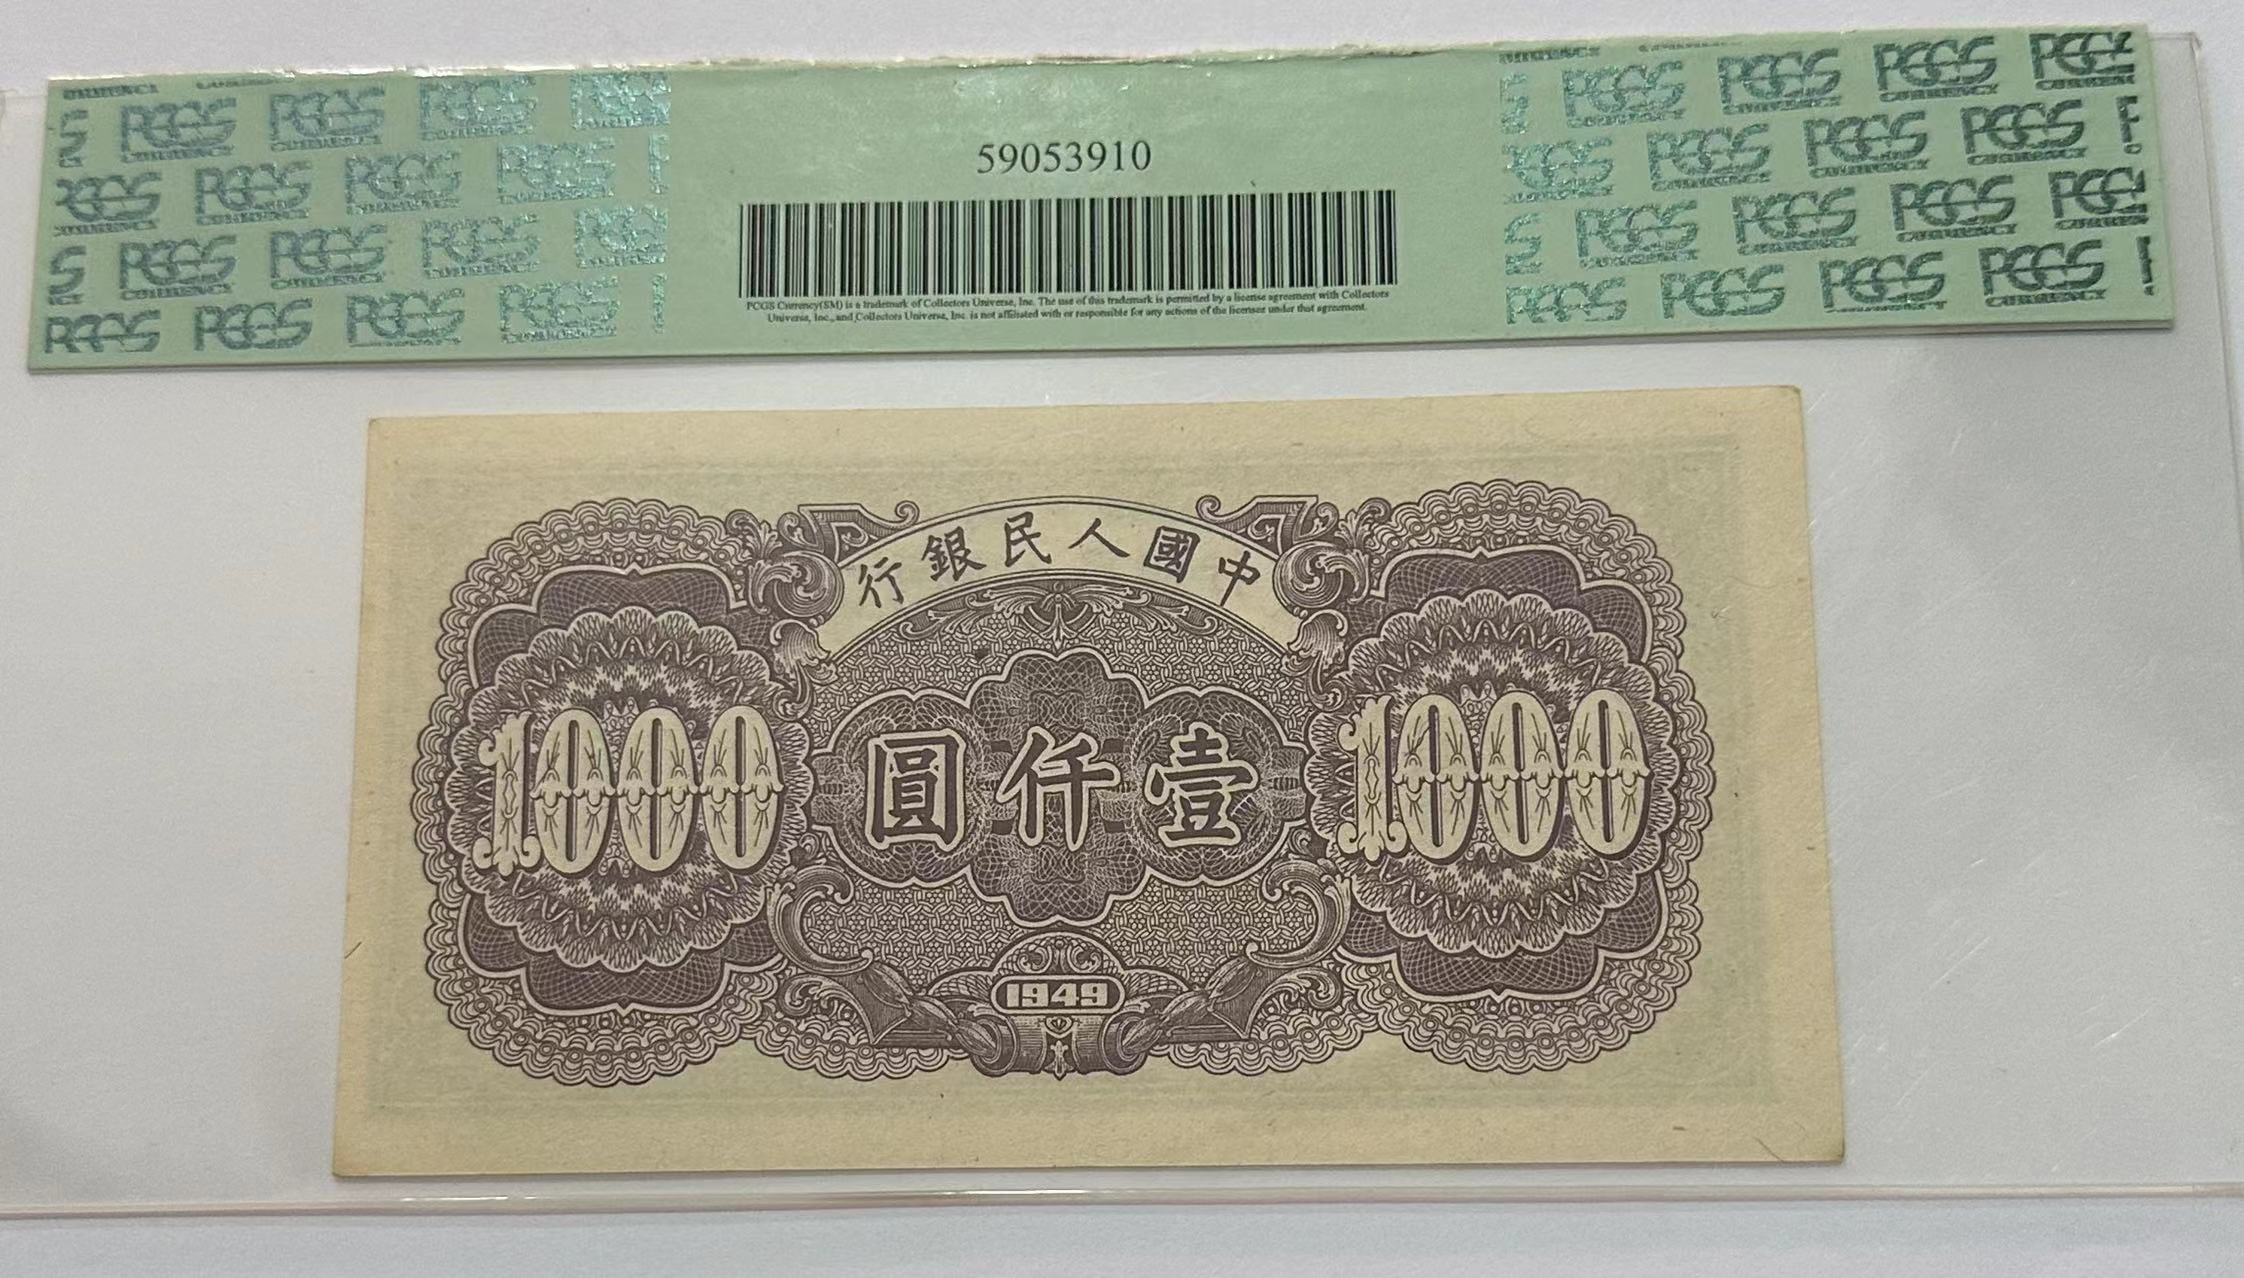 PCGS CURRENCY
59053910
PCGS Currency(SM) is a trademark of Collectors Universe, Inc. The use of this trademark is permitted by a license agreement with Collectors
Universe, Inc., and Collectors Universe, Inc. is not affiliated with or responsible for any actions of the licensee under that agreement.
行銀民人國中
1000 圓仟壹 1000
1949